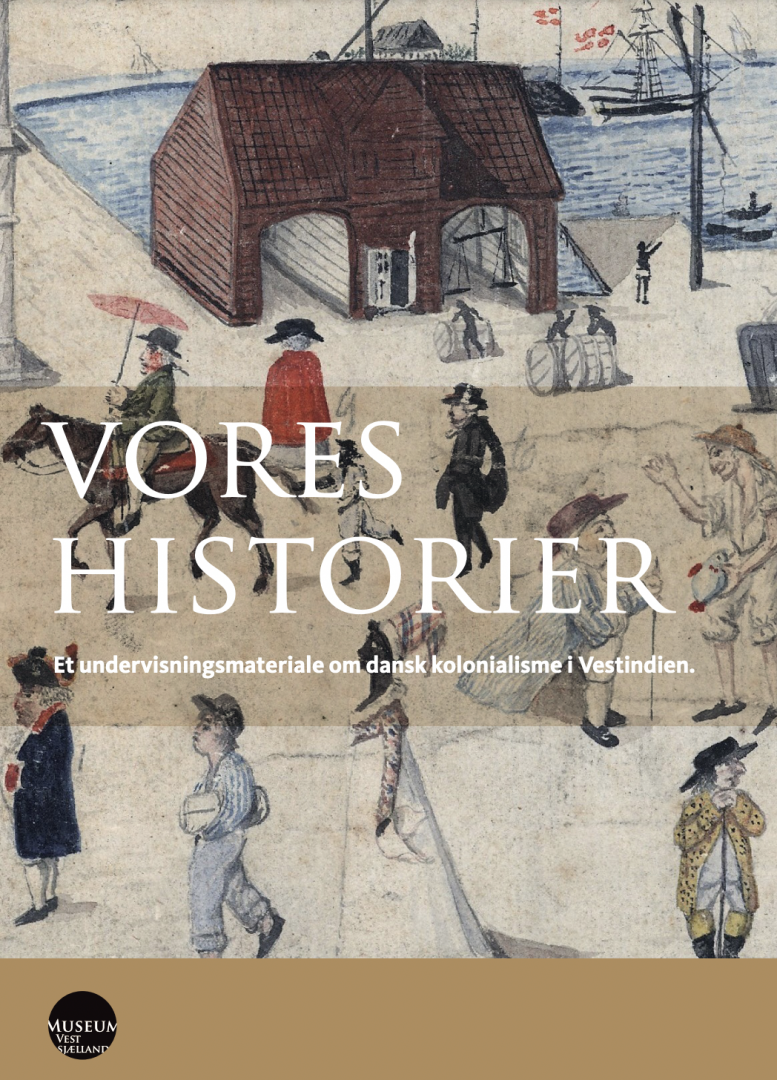 VORES
HISTORIER
Et undervisningsmateriale om dansk kolonialisme i Vestindien.
MUSEUM
VEST
SJÆLLAND